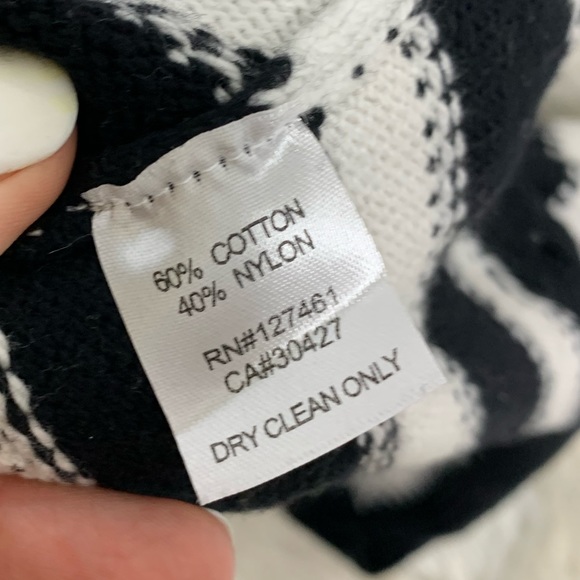 60% COTTON
40% NYLON
RN#127461
CA#30427
DRY CLEAN ONLY